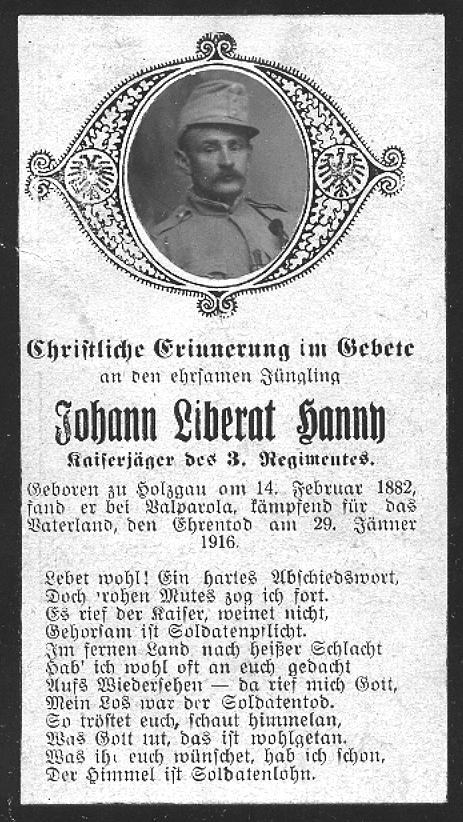 Christliche Erinnerung im Gebete
an den ehrsamen Jüngling
Johann Liberat Hanny
Kaiserjäger des 3. Regimentes.
Geboren zu Holzgau am 14. Februar 1882,
fand er bei Valparola, kämpfend für das
Vaterland, den Ehrentod am 29. Jänner
1916.
Lebet wohl! Ein hartes Abschiedswort,
Doch rohen Mutes zog ich fort.
Es rief der Kaiser, weinet nicht,
Gehorsam ist Soldatenpflicht.
Im fernen Land nach heißer Schlacht
Hab' ich wohl oft an euch gedacht
Aufs Wiedersehen — da rief mich Gott,
Mein Los war der Soldatentod.
So tröstet euch, schaut himmelan,
Was Gott tut, das ist wohlgetan.
Was ihr euch wünschet, hab ich schon,
Der Himmel ist Soldatenlohn.